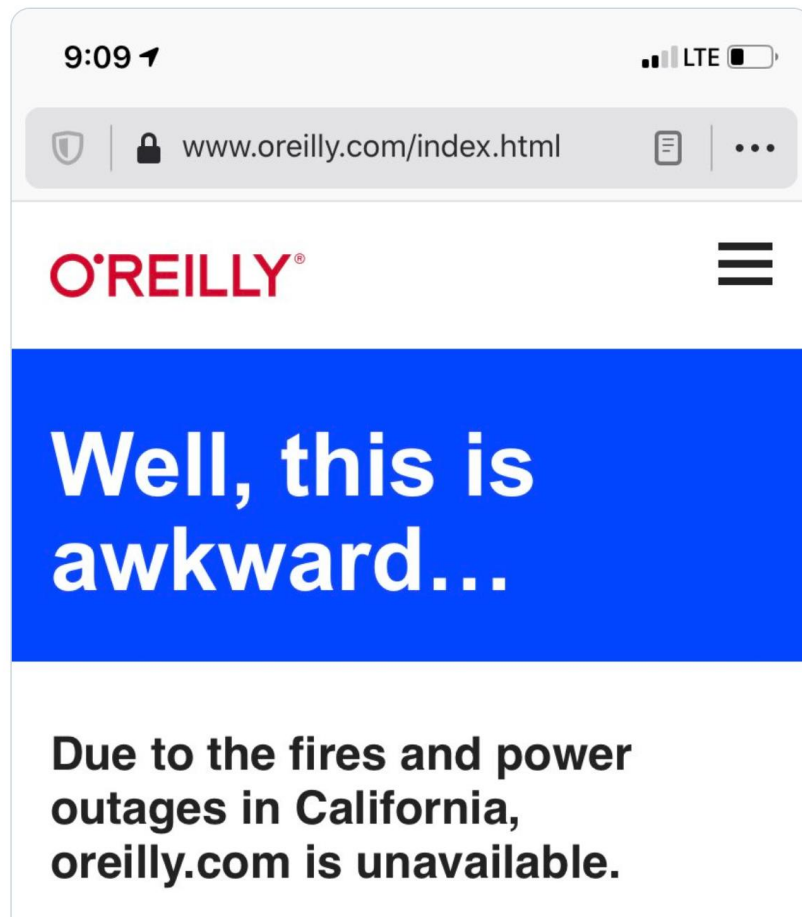 9:09 LTE
www.oreilly.com/index.html
O'REILLY®
Well, this is
awkward…
Due to the fires and power
outages in California,
oreilly.com is unavailable.